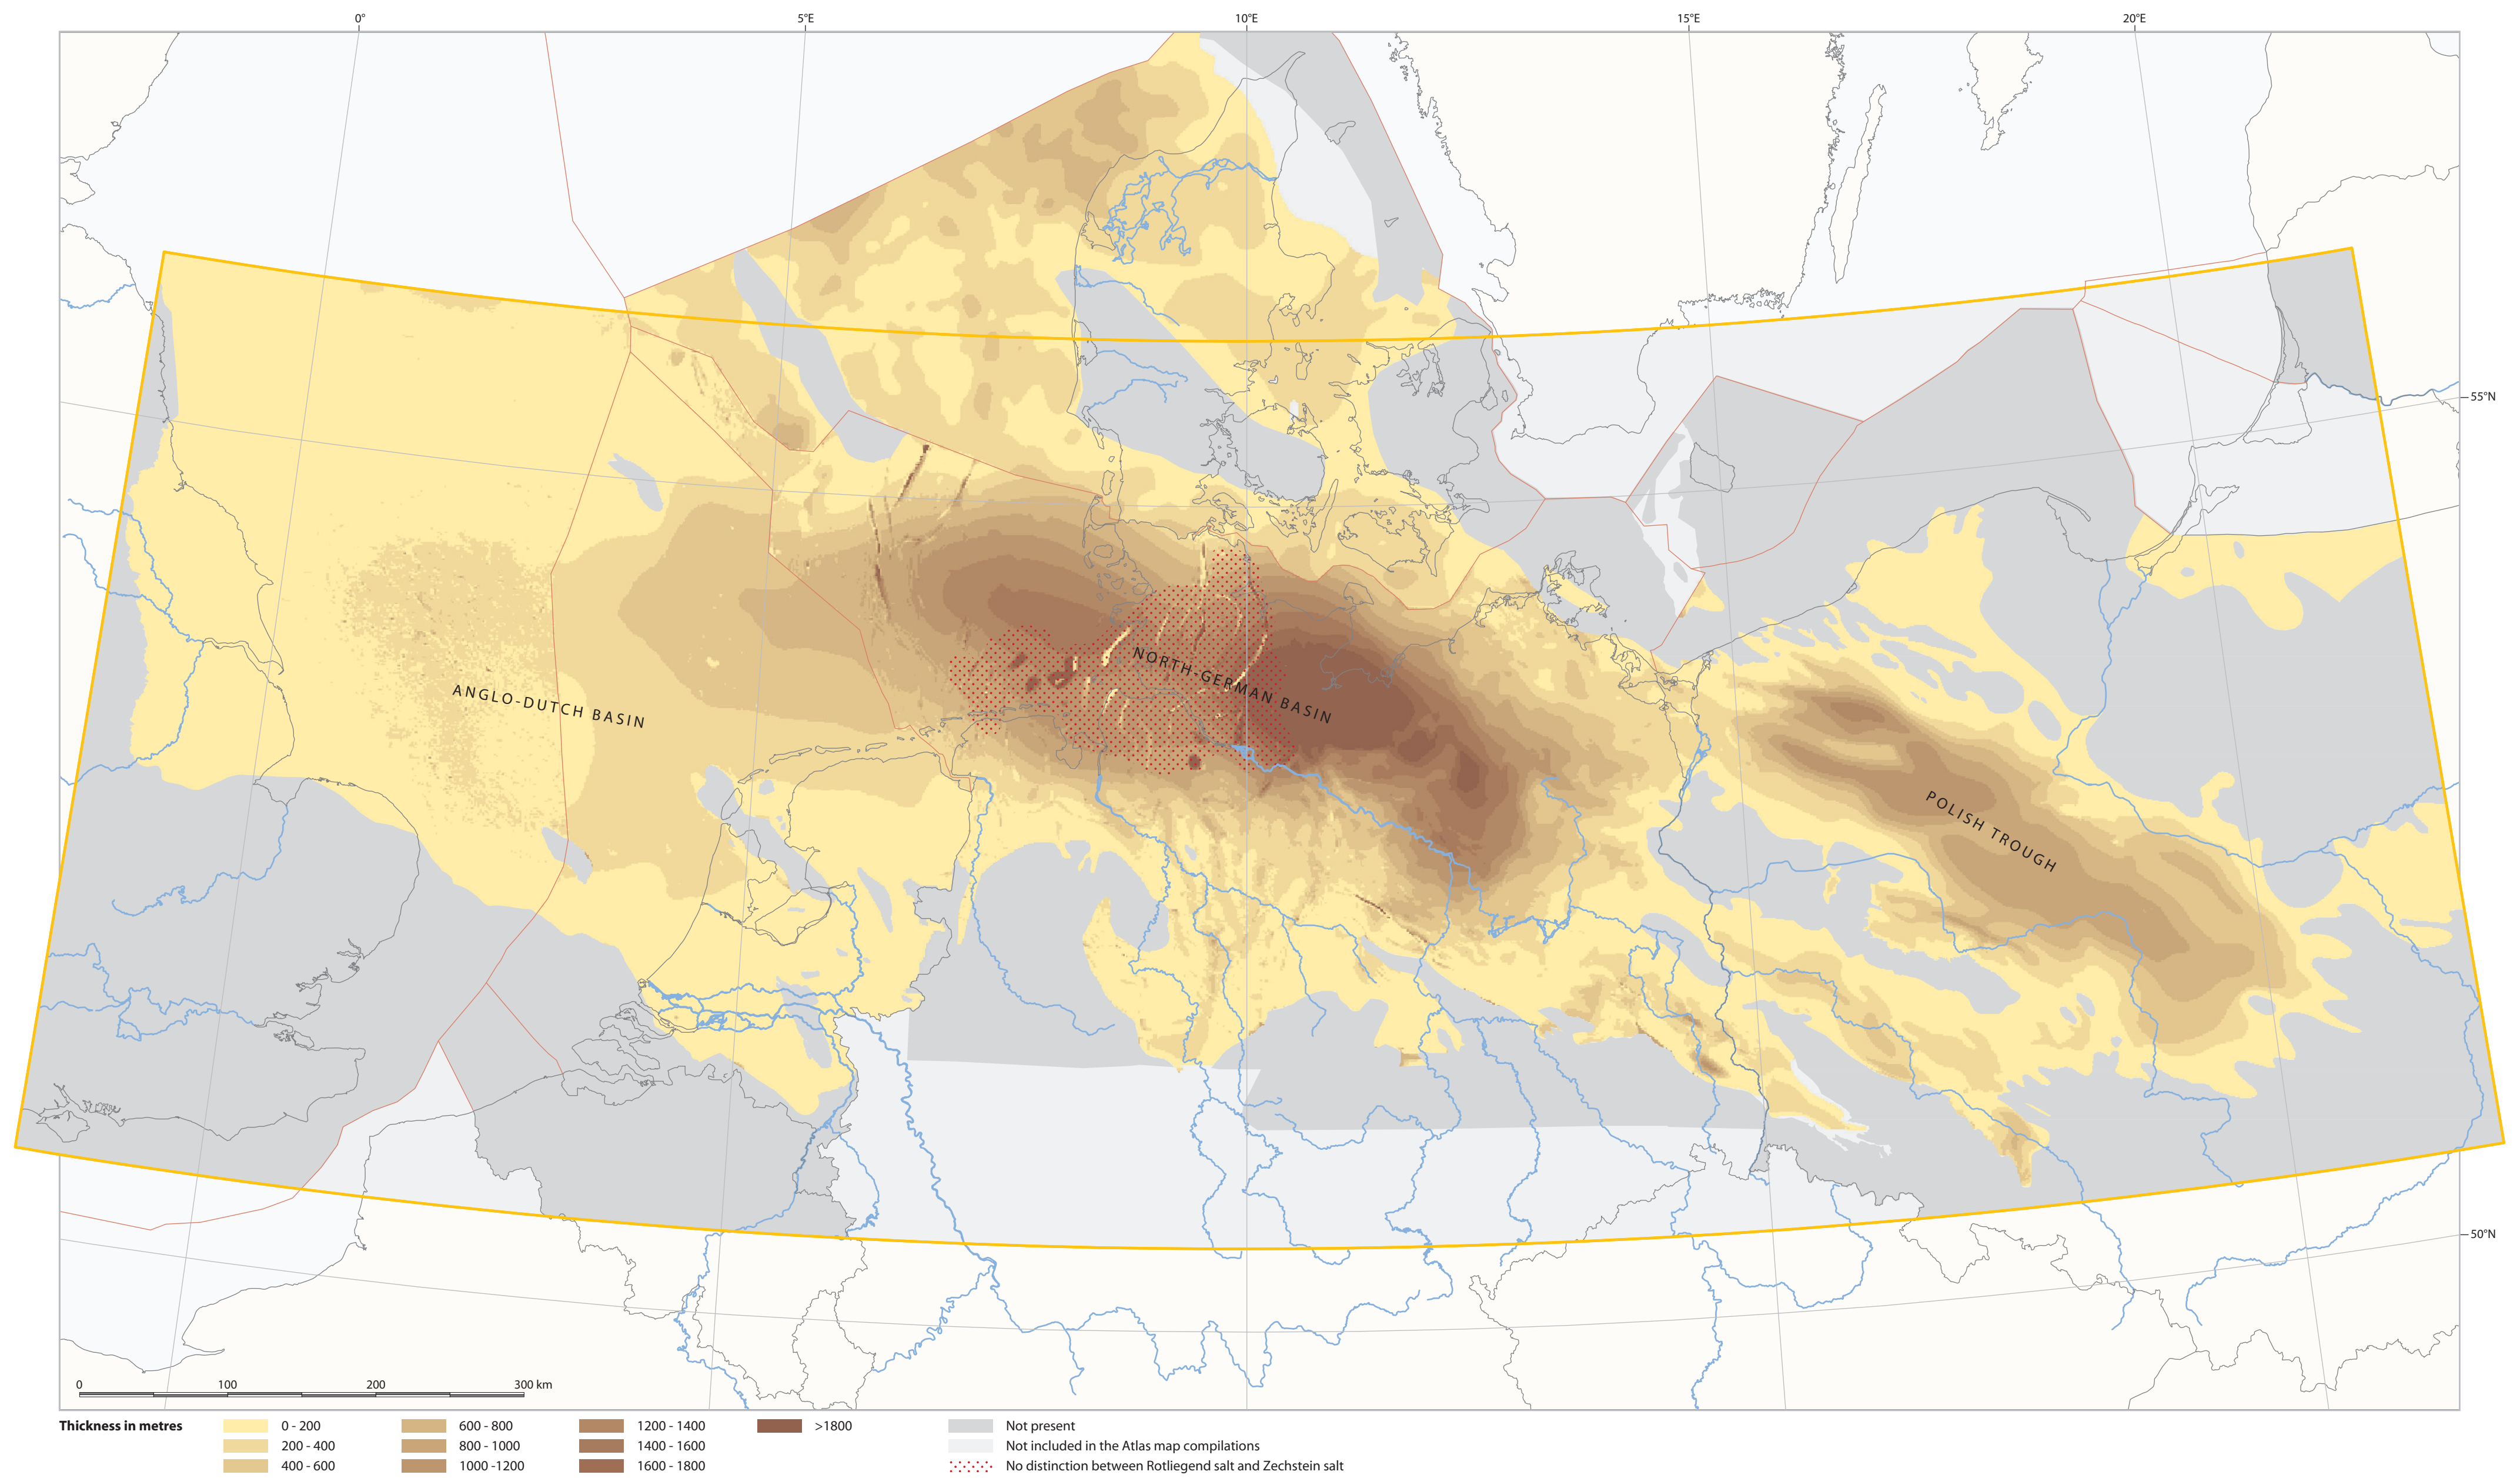 0° 5°E 10°E 15°E 20°E
55°N
NORTH-GERMAN BASIN
ANGLO-DUTCH BASIN
POLISH TROUGH
50°N
0 100 200 300 km
Thickness in metres
0 - 200
200 - 400
400 - 600
600 - 800
800 - 1000
1000 -1200
1200 - 1400
1400 - 1600
1600 - 1800
>1800
Not present
Not included in the Atlas map compilations
No distinction between Rotliegend salt and Zechstein salt